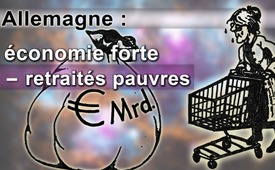 Allemagne :
économie forte
– retraités pauvres
€ Mrd.